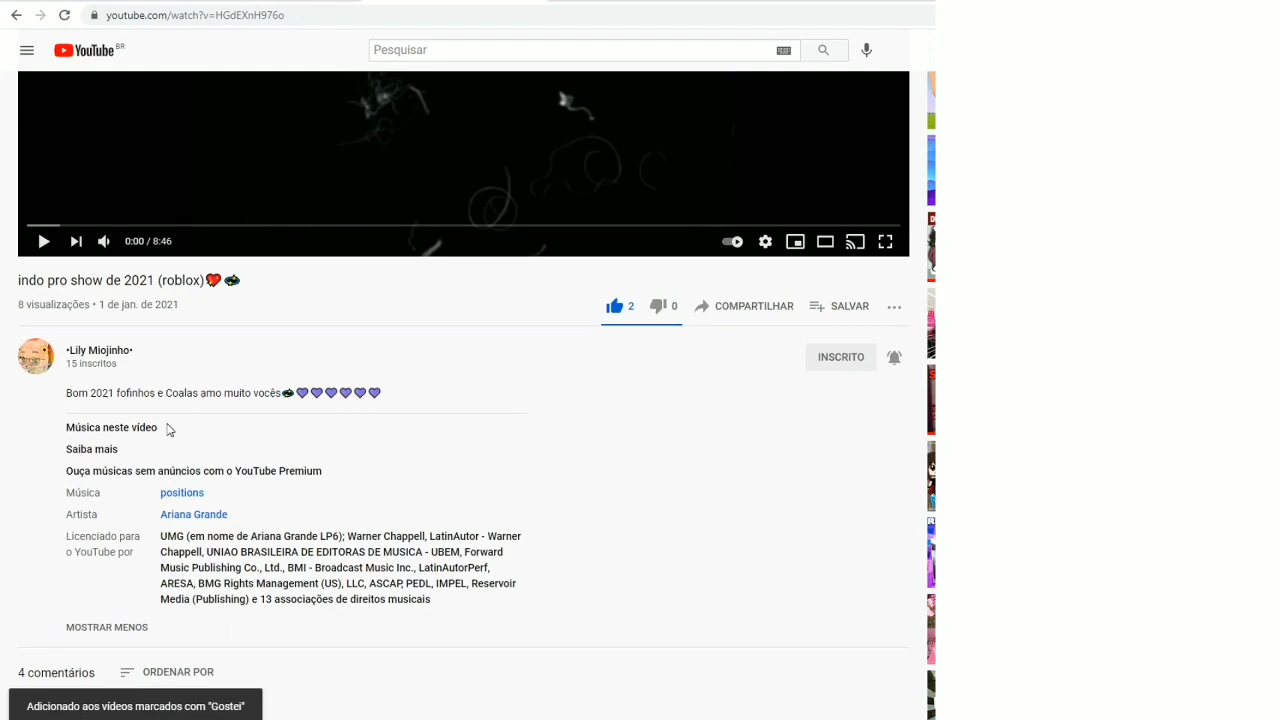 youtube.com/watch?v=HGdEXnH976o
YouTube BR
Pesquisar
0:00 / 8:46
indo pro show de 2021 (roblox)
8 visualizações • 1 de jan. de 2021
2 0 COMPARTILHAR SALVAR
•Lily Miojinho•
15 inscritos
INSCRITO
Bom 2021 fofinhos e Coalas amo muito vocês
Música neste vídeo
Saiba mais
Ouça músicas sem anúncios com o YouTube Premium
Música positions
Artista Ariana Grande
Licenciado para UMG (em nome de Ariana Grande LP6); Warner Chappell, LatinAutor - Warner
o YouTube por Chappell, UNIAO BRASILEIRA DE EDITORAS DE MUSICA - UBEM, Forward
Music Publishing Co., Ltd., BMI - Broadcast Music Inc., LatinAutorPerf,
ARESA, BMG Rights Management (US), LLC, ASCAP, PEDL, IMPEL, Reservoir
Media (Publishing) e 13 associações de direitos musicais
MOSTRAR MENOS
4 comentários ORDENAR POR
Adicionado aos vídeos marcados com "Gostei"